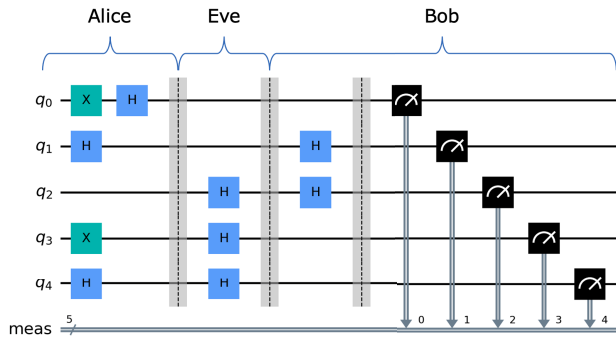 Alice Eve Bob
q0 X H
q1 H H
q2 H H
q3 X H
q4 H H
meas 5 0 1 2 3 4